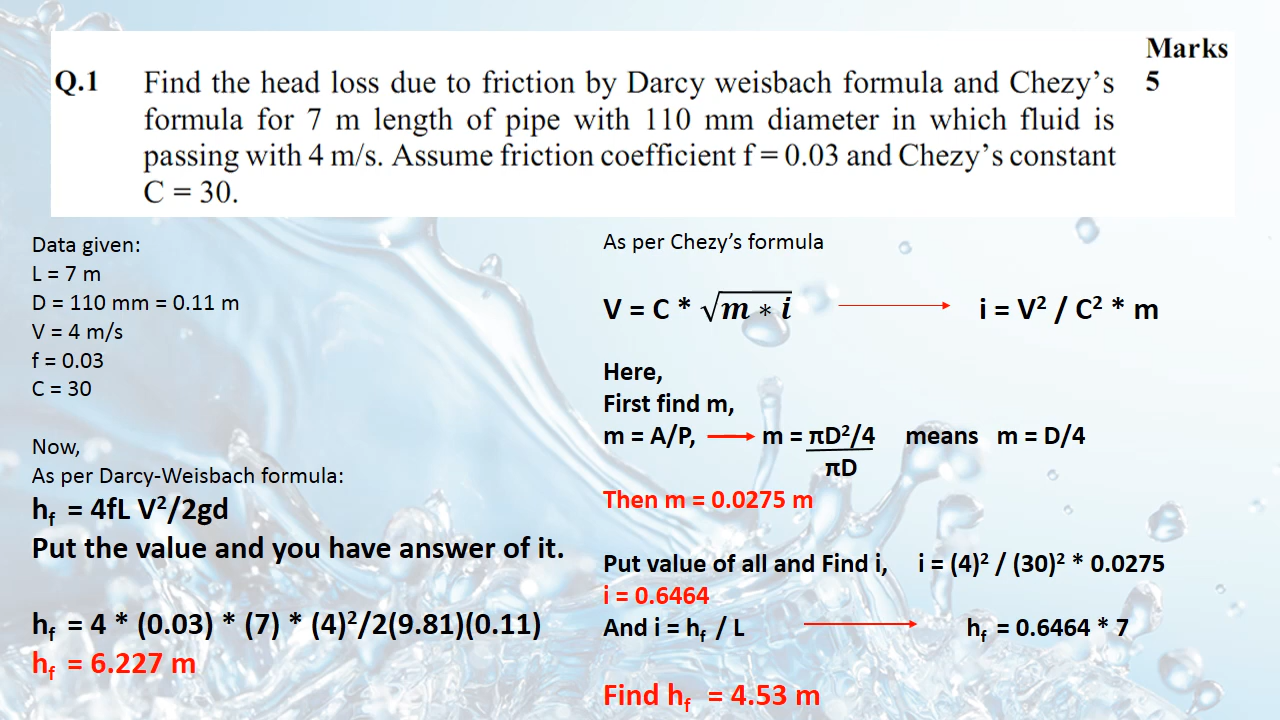 Marks
Q.1 Find the head loss due to friction by Darcy weisbach formula and Chezy’s 5
formula for 7 m length of pipe with 110 mm diameter in which fluid is
passing with 4 m/s. Assume friction coefficient f = 0.03 and Chezy’s constant
C = 30.
Data given:
L = 7 m
D = 110 mm = 0.11 m
V = 4 m/s
f = 0.03
C = 30
Now,
As per Darcy-Weisbach formula:
h_f = 4fL V²/2gd
Put the value and you have answer of it.
h_f = 4 * (0.03) * (7) * (4)²/2(9.81)(0.11)
h_f = 6.227 m
As per Chezy’s formula
V = C * √m * i → i = V² / C² * m
Here,
First find m,
m = A/P, → m = πD²/4 means m = D/4
πD
Then m = 0.0275 m
Put value of all and Find i, i = (4)² / (30)² * 0.0275
i = 0.6464
And i = h_f / L → h_f = 0.6464 * 7
Find h_f = 4.53 m